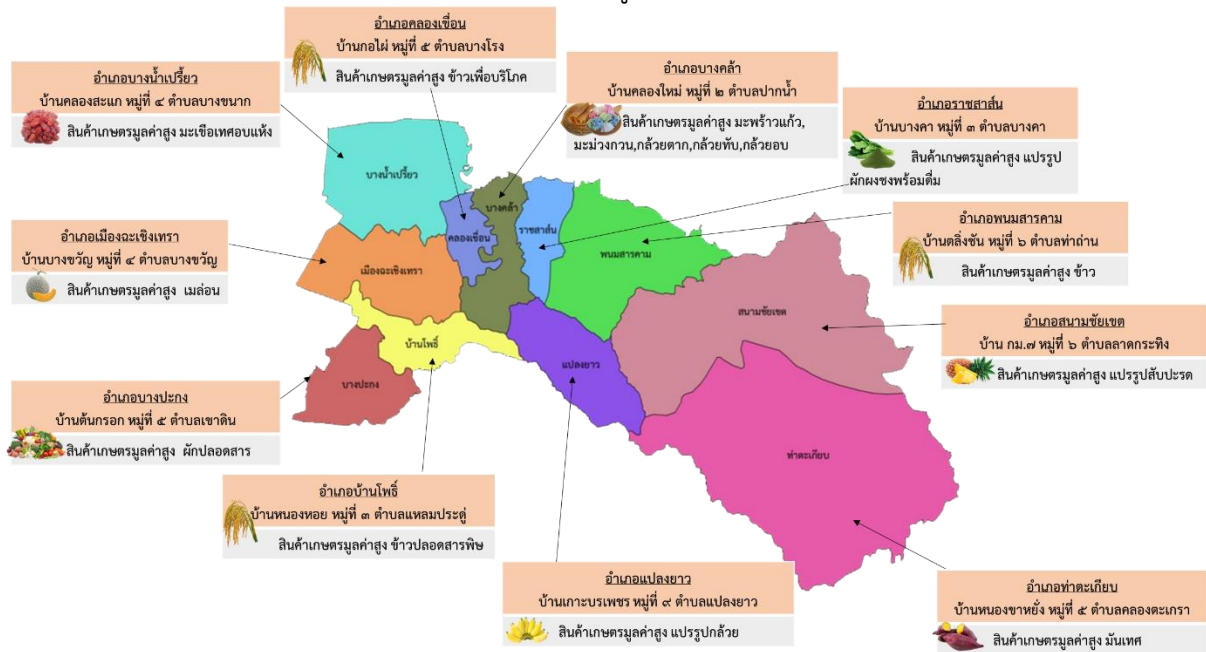 อำเภอคลองเขื่อน
บ้านกอไผ่ หมู่ที่ ๕ ตำบลบางโรง
สินค้าเกษตรมูลค่าสูง ข้าวเพื่อบริโภค
อำเภอบางน้ำเปรี้ยว
บ้านคลองสะแก หมู่ที่ ๔ ตำบลบางขนาก
สินค้าเกษตรมูลค่าสูง มะเขือเทศอบแห้ง
อำเภอบางคล้า
บ้านคลองใหม่ หมู่ที่ ๒ ตำบลปากน้ำ
สินค้าเกษตรมูลค่าสูง มะพร้าวแก้ว,
มะม่วงกวน,กล้วยตาก,กล้วยทับ,กล้วยอบ
อำเภอราชสาส์น
บ้านบางคา หมู่ที่ ๓ ตำบลบางคา
สินค้าเกษตรมูลค่าสูง แปรรูป
ผักผงชงพร้อมดื่ม
อำเภอเมืองฉะเชิงเทรา
บ้านบางขวัญ หมู่ที่ ๔ ตำบลบางขวัญ
สินค้าเกษตรมูลค่าสูง เมล่อน
อำเภอพนมสารคาม
บ้านตลิ่งชัน หมู่ที่ ๖ ตำบลท่าถ่าน
สินค้าเกษตรมูลค่าสูง ข้าว
บางน้ำเปรี้ยว
บางคล้า
ราชสาส์น
คลองเขื่อน
พนมสารคาม
เมืองฉะเชิงเทรา
สนามชัยเขต
บ้านโพธิ์
แปลงยาว
บางปะกง
ท่าตะเกียบ
อำเภอสนามชัยเขต
บ้าน กม.๗ หมู่ที่ ๖ ตำบลลาดกระทิง
สินค้าเกษตรมูลค่าสูง แปรรูปสับปะรด
อำเภอบางปะกง
บ้านต้นกรอก หมู่ที่ ๕ ตำบลเขาดิน
สินค้าเกษตรมูลค่าสูง ผักปลอดสาร
อำเภอบ้านโพธิ์
บ้านหนองหอย หมู่ที่ ๓ ตำบลแหลมประดู่
สินค้าเกษตรมูลค่าสูง ข้าวปลอดสารพิษ
อำเภอแปลงยาว
บ้านเกาะบรเพชร หมู่ที่ ๙ ตำบลแปลงยาว
สินค้าเกษตรมูลค่าสูง แปรรูปกล้วย
อำเภอท่าตะเกียบ
บ้านหนองขาหยั่ง หมู่ที่ ๕ ตำบลคลองตะเกรา
สินค้าเกษตรมูลค่าสูง มันเทศ